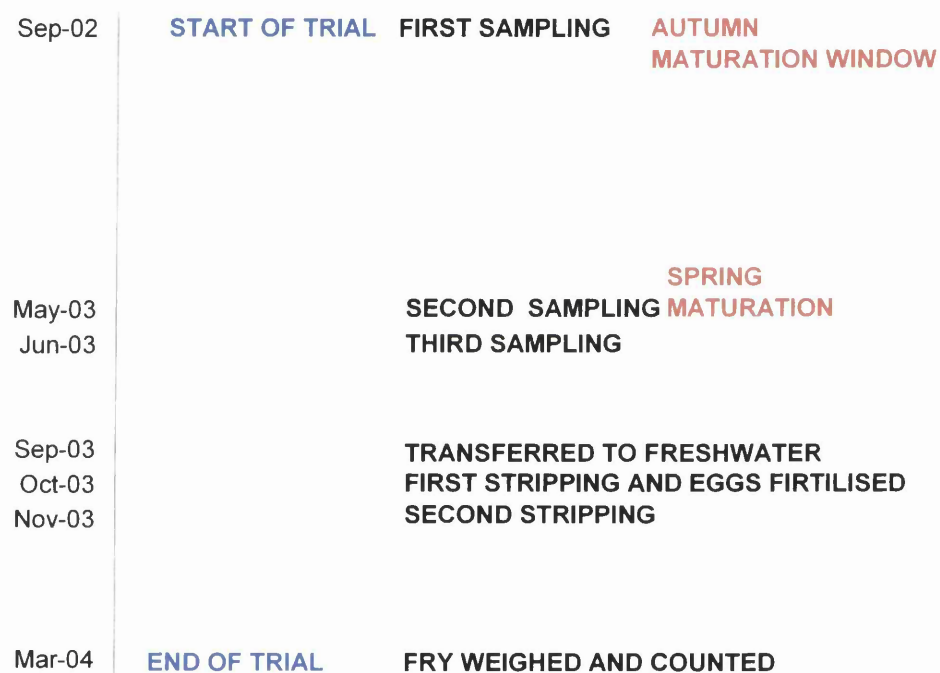 Sep-02 START OF TRIAL FIRST SAMPLING AUTUMN
MATURATION WINDOW
SPRING
May-03 SECOND SAMPLING MATURATION
Jun-03 THIRD SAMPLING
Sep-03 TRANSFERRED TO FRESHWATER
Oct-03 FIRST STRIPPING AND EGGS FIRTILISED
Nov-03 SECOND STRIPPING
Mar-04 END OF TRIAL FRY WEIGHED AND COUNTED